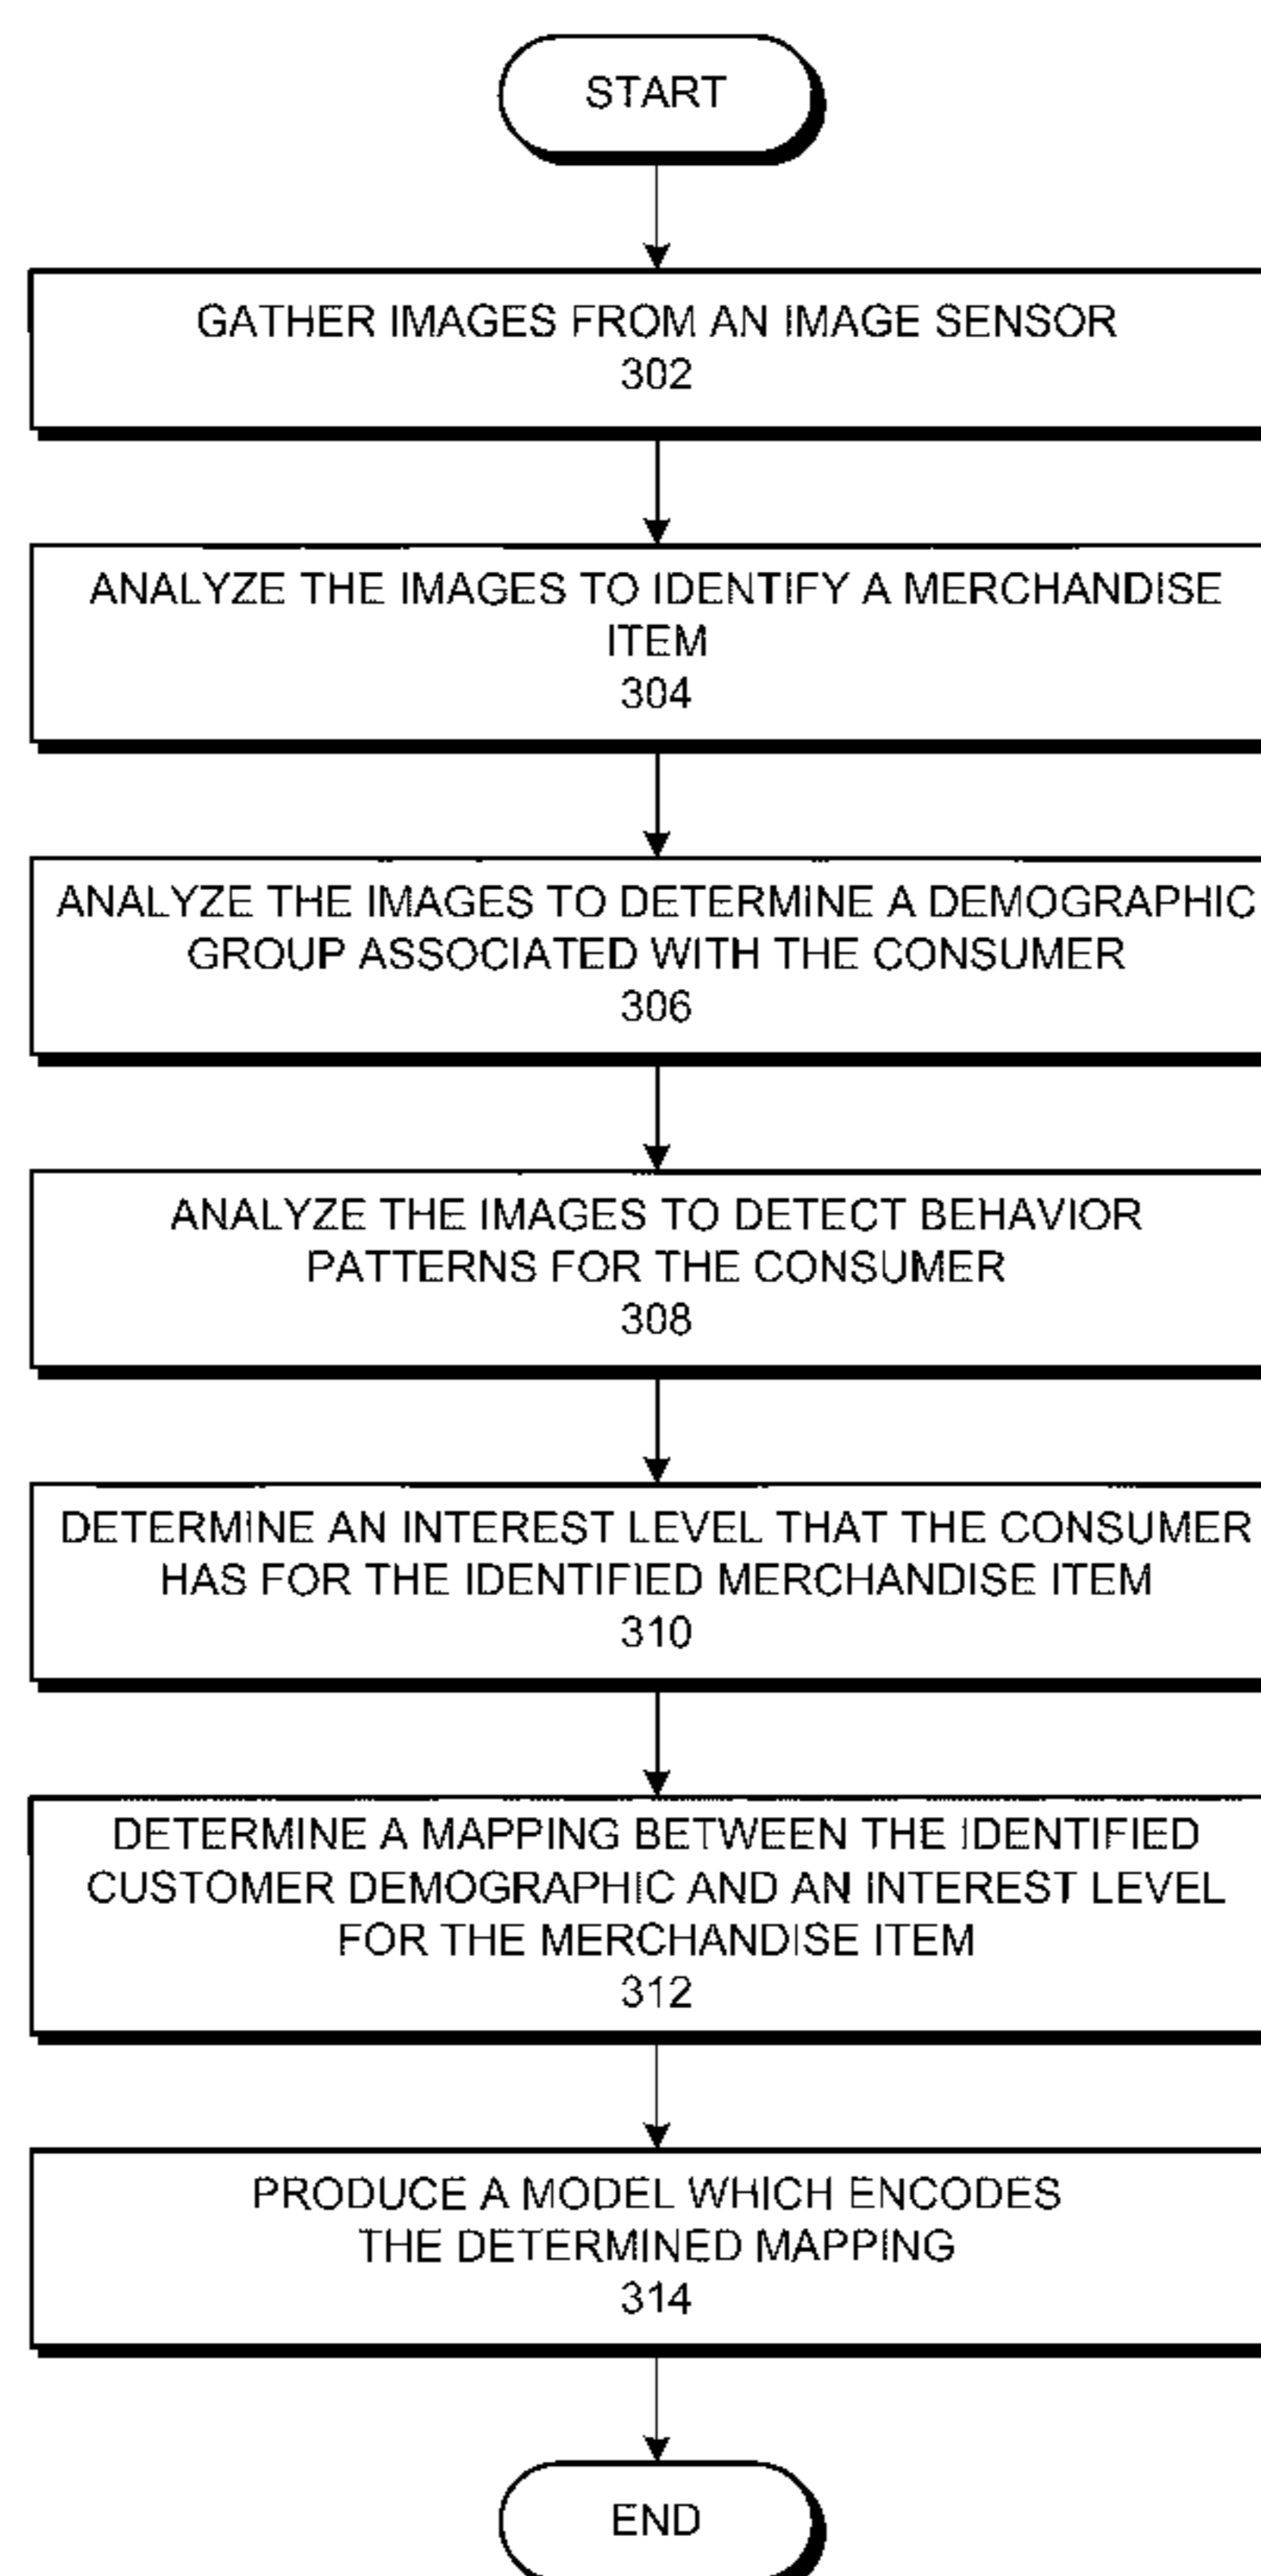 START
GATHER IMAGES FROM AN IMAGE SENSOR
302
ANALYZE THE IMAGES TO IDENTIFY A MERCHANDISE
ITEM
304
ANALYZE THE IMAGES TO DETERMINE A DEMOGRAPHIC
GROUP ASSOCIATED WITH THE CONSUMER
306
ANALYZE THE IMAGES TO DETECT BEHAVIOR
PATTERNS FOR THE CONSUMER
308
DETERMINE AN INTEREST LEVEL THAT THE CONSUMER
HAS FOR THE IDENTIFIED MERCHANDISE ITEM
310
DETERMINE A MAPPING BETWEEN THE IDENTIFIED
CUSTOMER DEMOGRAPHIC AND AN INTEREST LEVEL
FOR THE MERCHANDISE ITEM
312
PRODUCE A MODEL WHICH ENCODES
THE DETERMINED MAPPING
314
END